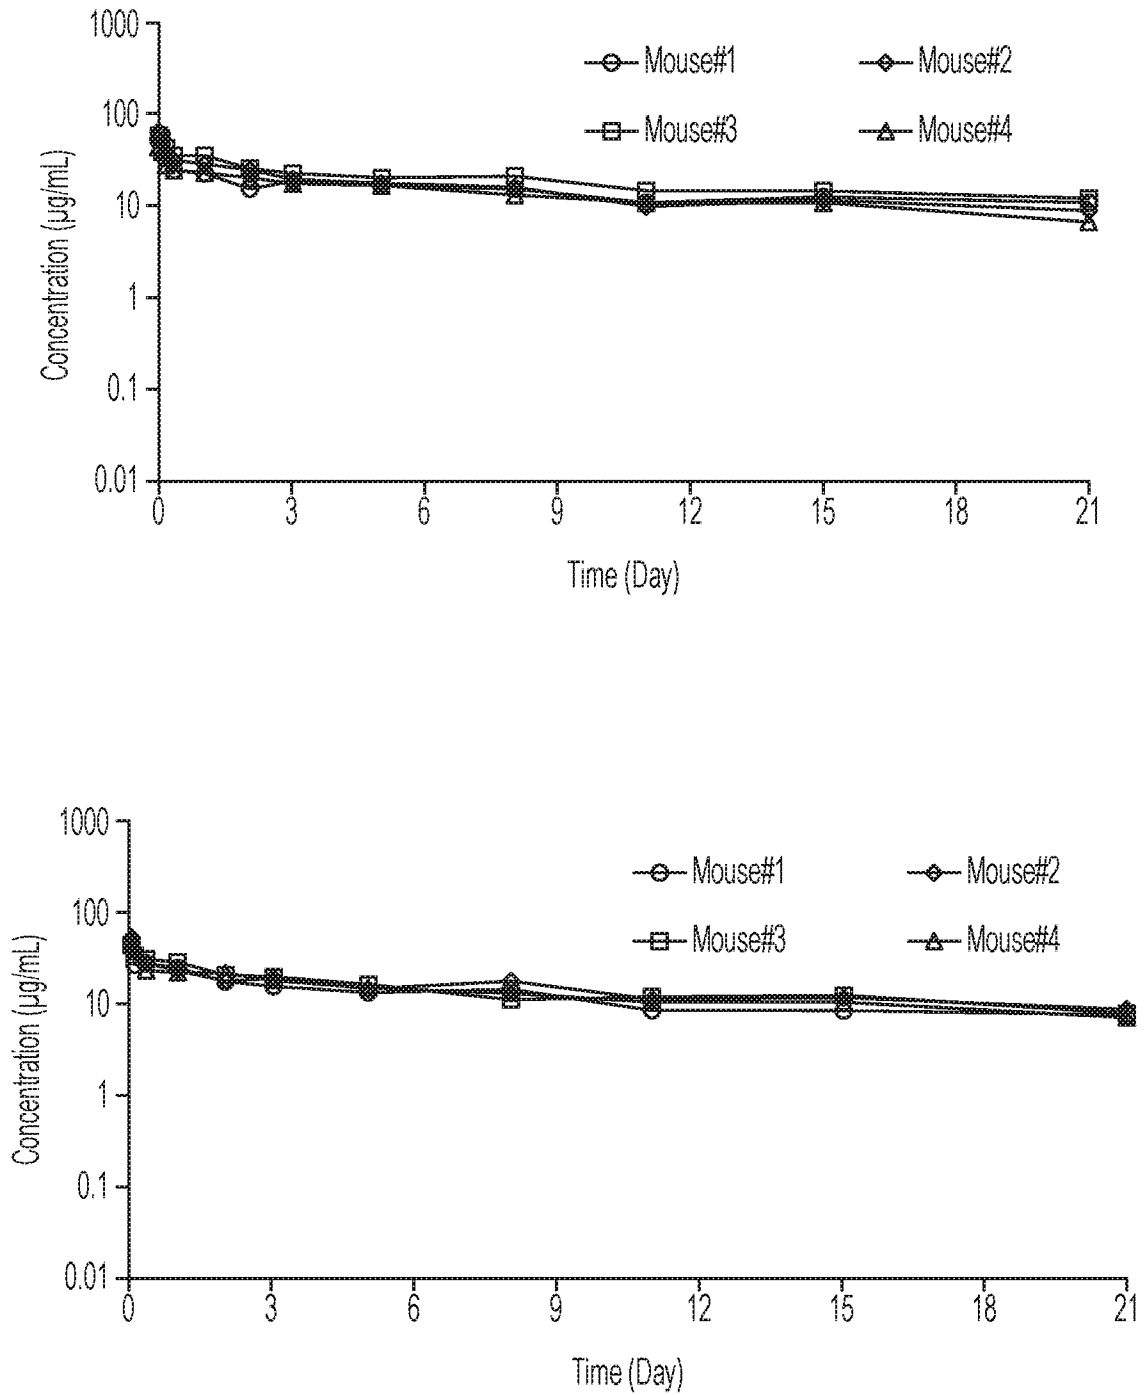 1000
Mouse#1 Mouse#2
100
Mouse#3 Mouse#4
10
1
0.1
0.01
Concentration (µg/mL)
0 3 6 9 12 15 18 21
Time (Day)
1000
Mouse#1 Mouse#2
100
Mouse#3 Mouse#4
10
1
0.1
0.01
Concentration (µg/mL)
0 3 6 9 12 15 18 21
Time (Day)